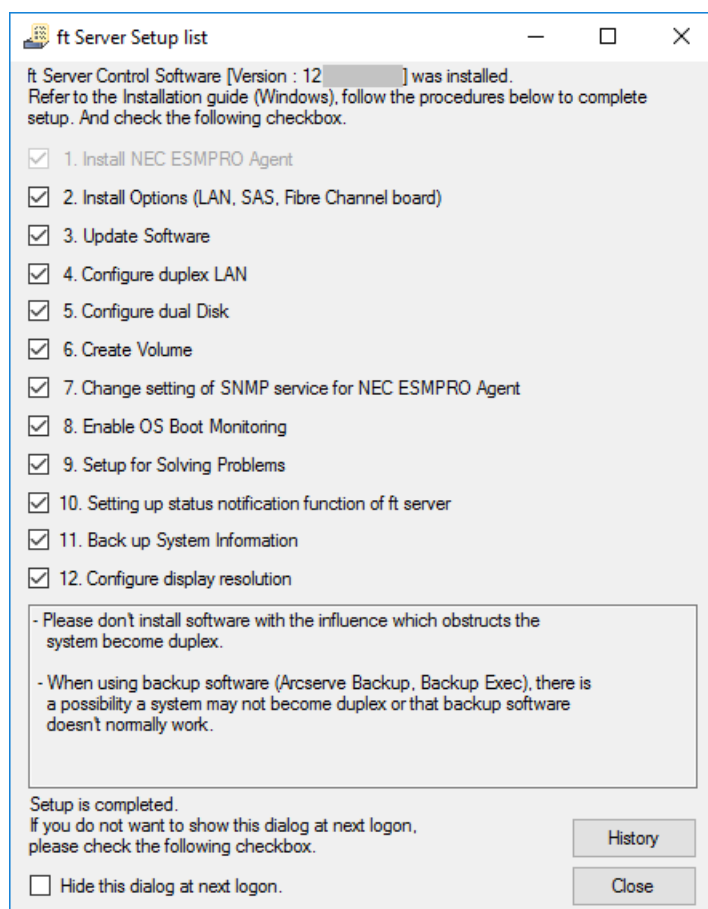 ft Server Setup list
ft Server Control Software [Version : 12 ] was installed.
Refer to the Installation guide (Windows), follow the procedures below to complete
setup. And check the following checkbox.
1. Install NEC ESMPRO Agent
2. Install Options (LAN, SAS, Fibre Channel board)
3. Update Software
4. Configure duplex LAN
5. Configure dual Disk
6. Create Volume
7. Change setting of SNMP service for NEC ESMPRO Agent
8. Enable OS Boot Monitoring
9. Setup for Solving Problems
10. Setting up status notification function of ft server
11. Back up System Information
12. Configure display resolution
- Please don't install software with the influence which obstructs the
system become duplex.
- When using backup software (Arcserve Backup, Backup Exec), there is
a possibility a system may not become duplex or that backup software
doesn't normally work.
Setup is completed.
If you do not want to show this dialog at next logon,
please check the following checkbox.
History
Hide this dialog at next logon.
Close